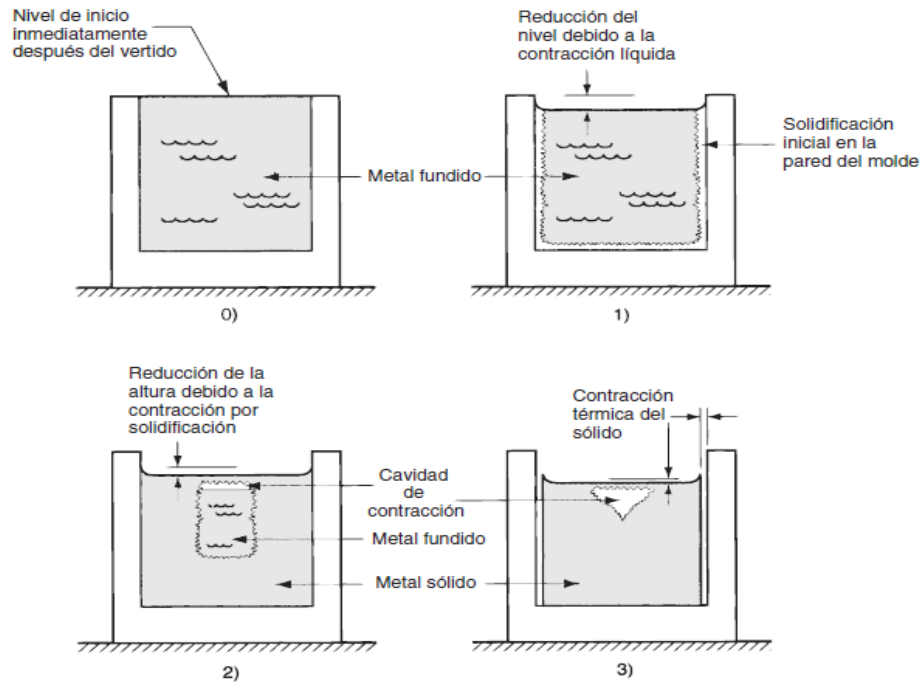 Nivel de inicio
inmediatamente
después del vertido
Reducción del
nivel debido a la
contracción líquida
Solidificación
inicial en la
pared del molde
Metal fundido
0)
1)
Reducción de la
altura debido a la
contracción por
solidificación
Contracción
térmica del
sólido
Cavidad
de
contracción
Metal fundido
Metal sólido
2)
3)